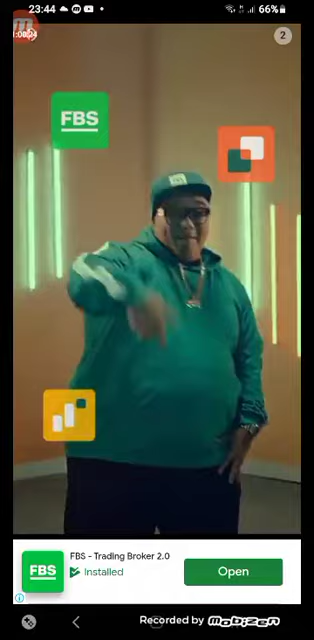 23:44
66%
2
FBS
FBS - Trading Broker 2.0
FBS
Installed
Open
Recorded by Mobizen